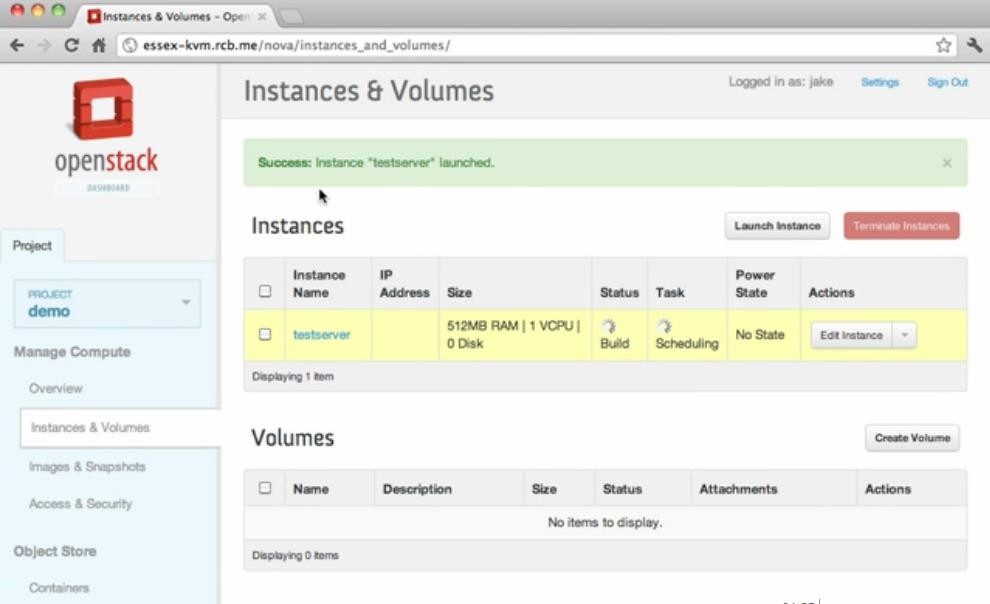 Instances & Volumes – Open
essex-kvm.rcb.me/nova/instances_and_volumes/
openstack
DASHBOARD
Project
PROJECT
demo
Manage Compute
Overview
Instances & Volumes
Images & Snapshots
Access & Security
Object Store
Containers
Instances & Volumes
Logged in as: jake
Settings
Sign Out
Success: Instance "testserver" launched.
Instances
Launch Instance
Terminate Instances
Instance Name
IP Address
Size
Status
Task
Power State
Actions
testserver
512MB RAM | 1 VCPU | 0 Disk
Build
Scheduling
No State
Edit Instance
Displaying 1 item
Volumes
Create Volume
Name
Description
Size
Status
Attachments
Actions
No items to display.
Displaying 0 items